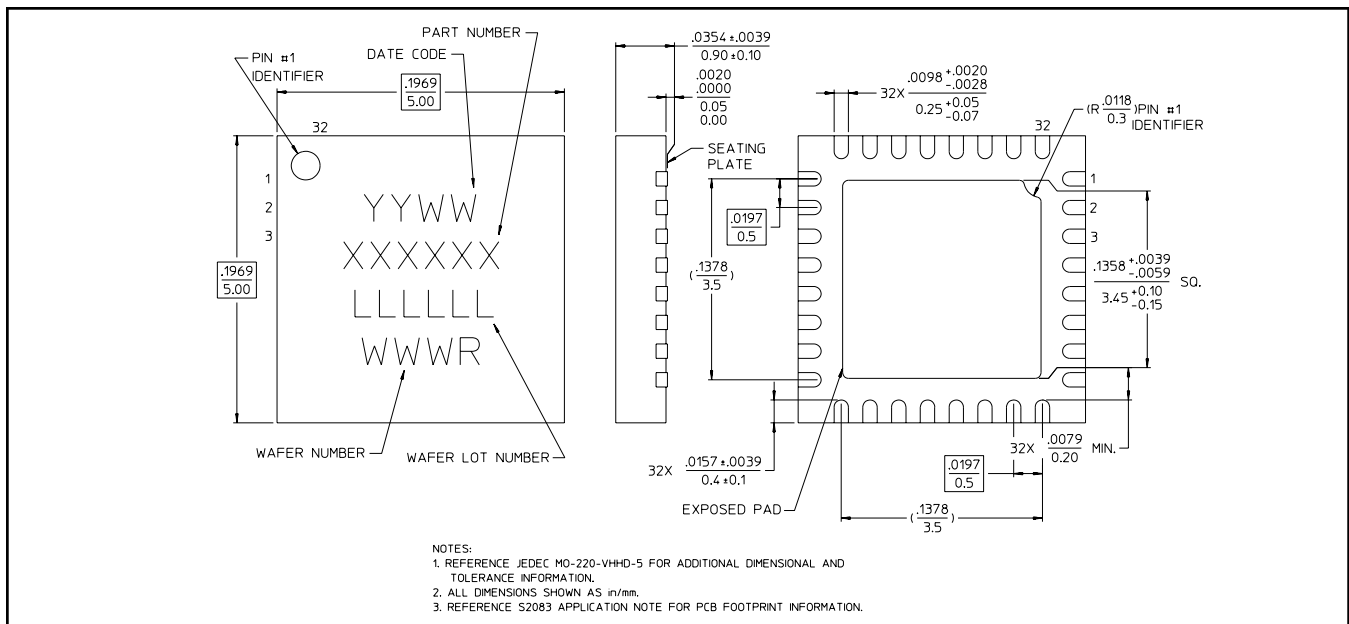 PART NUMBER
DATE CODE
PIN #1
IDENTIFIER
.1969
5.00
32
1
2
3
.1969
5.00
YYWW
XXXXXX
LLLLLL
WWWR
WAFER NUMBER
WAFER LOT NUMBER
.0354 ±.0039
0.90 ±0.10
.0020
.0000
0.05
0.00
SEATING
PLATE
.0197
0.5
(.1378
3.5)
32X .0157 ±.0039
0.4 ±0.1
32X .0098 +.0020
-.0028
0.25 +0.05
-0.07
32
(R .0118
0.3) PIN #1
IDENTIFIER
1
2
3
.1358 +.0039
-.0059
3.45 +0.10
-0.15
SQ.
32X .0079
0.20
MIN.
.0197
0.5
EXPOSED PAD
(.1378
3.5)
NOTES:
1. REFERENCE JEDEC MO-220-VHHD-5 FOR ADDITIONAL DIMENSIONAL AND
TOLERANCE INFORMATION.
2. ALL DIMENSIONS SHOWN AS in/mm.
3. REFERENCE S2083 APPLICATION NOTE FOR PCB FOOTPRINT INFORMATION.